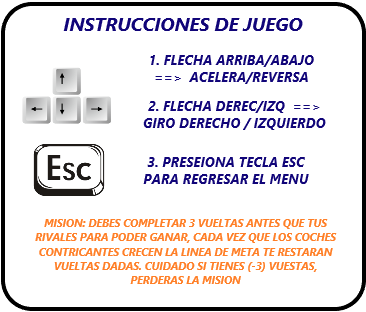 INSTRUCCIONES DE JUEGO
1. FLECHA ARRIBA/ABAJO
==> ACELERA/REVERSA
2. FLECHA DEREC/IZQ ==>
GIRO DERECHO / IZQUIERDO
Esc
3. PRESEIONA TECLA ESC
PARA REGRESAR EL MENU
MISION: DEBES COMPLETAR 3 VUELTAS ANTES QUE TUS
RIVALES PARA PODER GANAR, CADA VEZ QUE LOS COCHES
CONTRICANTES CRECEN LA LINEA DE META TE RESTARAN
VUELTAS DADAS. CUIDADO SI TIENES (-3) VUESTAS,
PERDERAS LA MISION